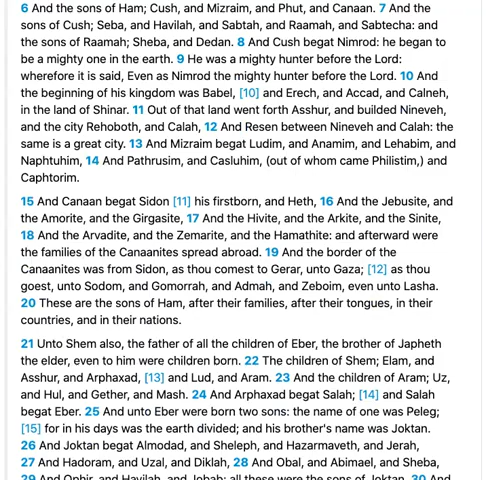 6 And the sons of Ham; Cush, and Mizraim, and Phut, and Canaan. 7 And the
sons of Cush; Seba, and Havilah, and Sabtah, and Raamah, and Sabtecha: and
the sons of Raamah; Sheba, and Dedan. 8 And Cush begat Nimrod: he began to
be a mighty one in the earth. 9 He was a mighty hunter before the Lord:
wherefore it is said, Even as Nimrod the mighty hunter before the Lord. 10 And
the beginning of his kingdom was Babel, [10] and Erech, and Accad, and Calneh,
in the land of Shinar. 11 Out of that land went forth Asshur, and builded Nineveh,
and the city Rehoboth, and Calah, 12 And Resen between Nineveh and Calah: the
same is a great city. 13 And Mizraim begat Ludim, and Anamim, and Lehabim, and
Naphtuhim, 14 And Pathrusim, and Casluhim, (out of whom came Philistim,) and
Caphtorim.
15 And Canaan begat Sidon [11] his firstborn, and Heth, 16 And the Jebusite, and
the Amorite, and the Girgasite, 17 And the Hivite, and the Arkite, and the Sinite,
18 And the Arvadite, and the Zemarite, and the Hamathite: and afterward were
the families of the Canaanites spread abroad. 19 And the border of the
Canaanites was from Sidon, as thou comest to Gerar, unto Gaza; [12] as thou
goest, unto Sodom, and Gomorrah, and Admah, and Zeboim, even unto Lasha.
20 These are the sons of Ham, after their families, after their tongues, in their
countries, and in their nations.
21 Unto Shem also, the father of all the children of Eber, the brother of Japheth
the elder, even to him were children born. 22 The children of Shem; Elam, and
Asshur, and Arphaxad, [13] and Lud, and Aram. 23 And the children of Aram; Uz,
and Hul, and Gether, and Mash. 24 And Arphaxad begat Salah; [14] and Salah
begat Eber. 25 And unto Eber were born two sons: the name of one was Peleg;
[15] for in his days was the earth divided; and his brother's name was Joktan.
26 And Joktan begat Almodad, and Sheleph, and Hazarmaveth, and Jerah,
27 And Hadoram, and Uzal, and Diklah, 28 And Obal, and Abimael, and Sheba,
29 And Ophir, and Havilah, and Jobab: all these were the sons of Joktan. 30 And